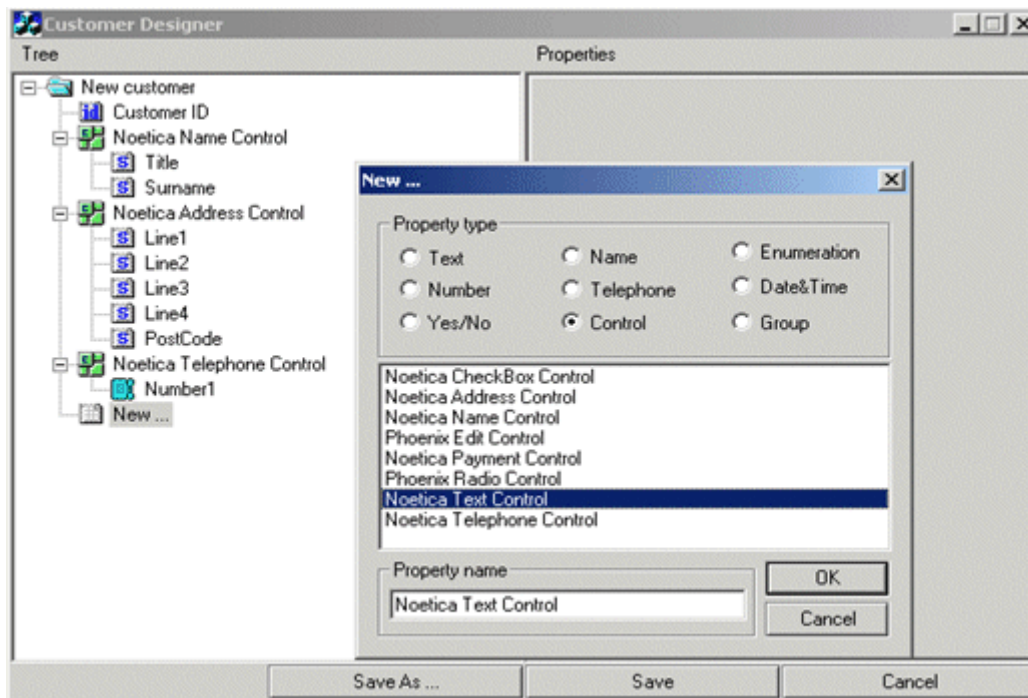 Customer Designer
Tree
Properties
New customer
Customer ID
Noetica Name Control
Title
Surname
Noetica Address Control
Line1
Line2
Line3
Line4
PostCode
Noetica Telephone Control
Number1
New ...
New ...
Property type
Text
Name
Enumeration
Number
Telephone
Date&Time
Yes/No
Control
Group
Noetica CheckBox Control
Noetica Address Control
Noetica Name Control
Phoenix Edit Control
Noetica Payment Control
Phoenix Radio Control
Noetica Text Control
Noetica Telephone Control
Property name
Noetica Text Control
OK
Cancel
Save As ...
Save
Cancel